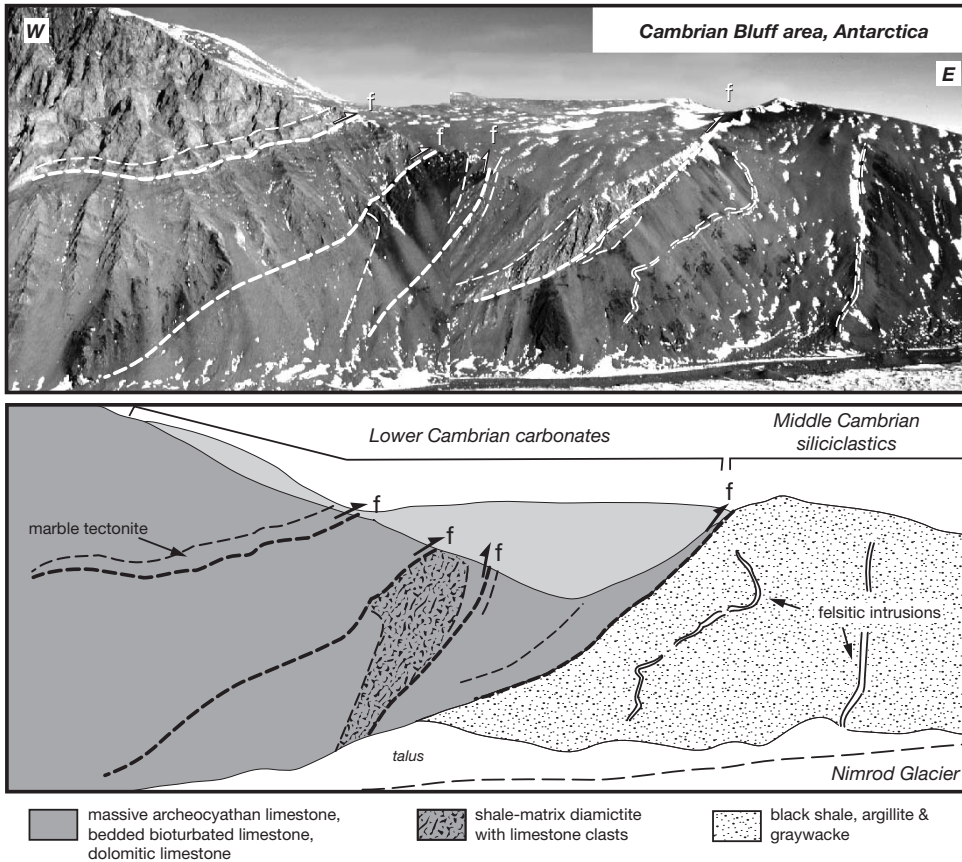 W
Cambrian Bluff area, Antarctica
E
f
f
f
f
Lower Cambrian carbonates
Middle Cambrian
siliciclastics
f
f
f
f
marble tectonite
felsitic intrusions
talus
Nimrod Glacier
massive archeocyathan limestone,
bedded bioturbated limestone,
dolomitic limestone
shale-matrix diamictite
with limestone clasts
black shale, argillite &
graywacke